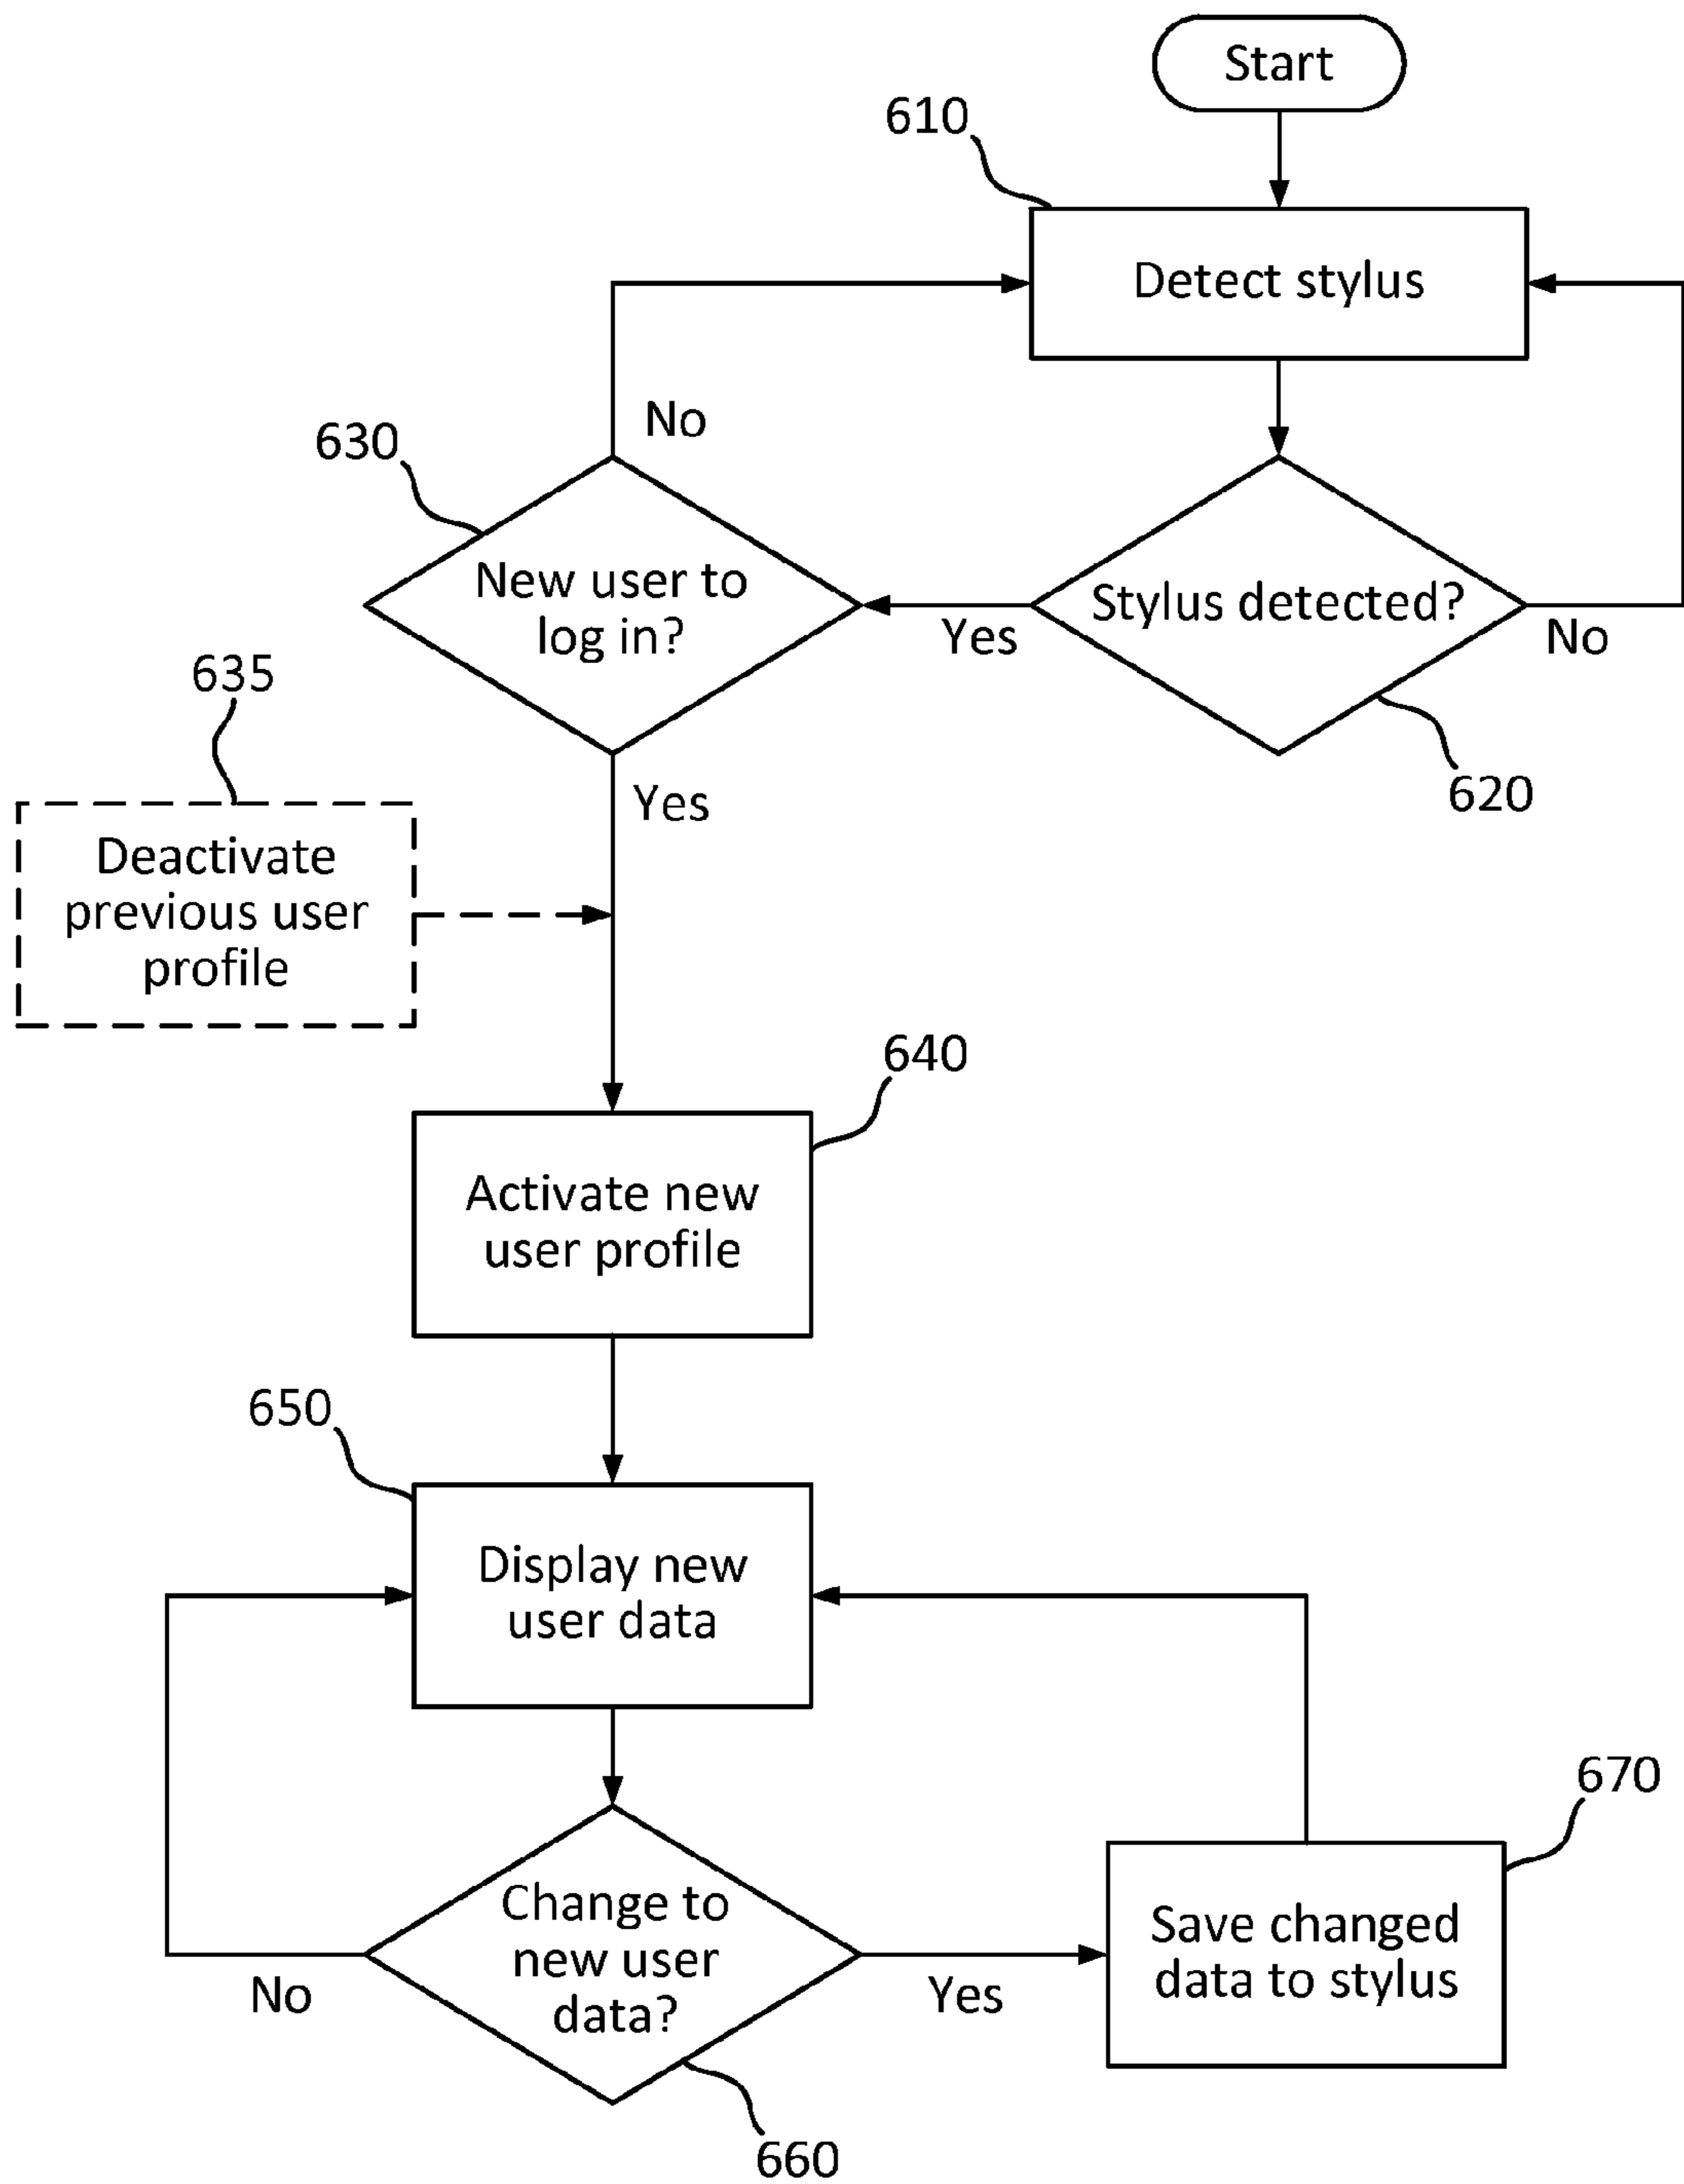 Start
610
Detect stylus
No
630
New user to
log in?
Yes
Stylus detected?
No
635
620
Yes
Deactivate
previous user
profile
640
Activate new
user profile
650
Display new
user data
670
Change to
new user
data?
No
Yes
Save changed
data to stylus
660